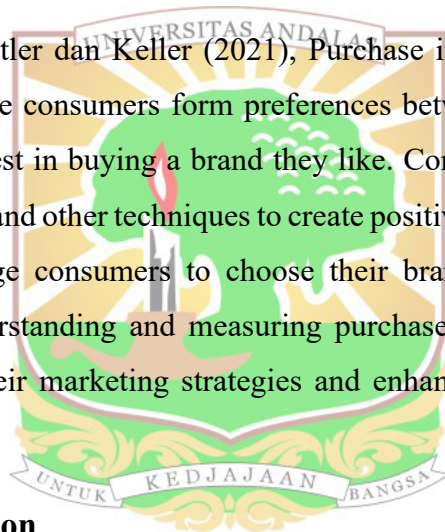 UNIVERSITAS ANDALAS
tler dan Keller (2021), Purchase i
e consumers form preferences betw
est in buying a brand they like. Con
and other techniques to create positiv
ge consumers to choose their bran
rstanding and measuring purchase
eir marketing strategies and enhan
UNTUK KEDJAJAAN BANGSA
on